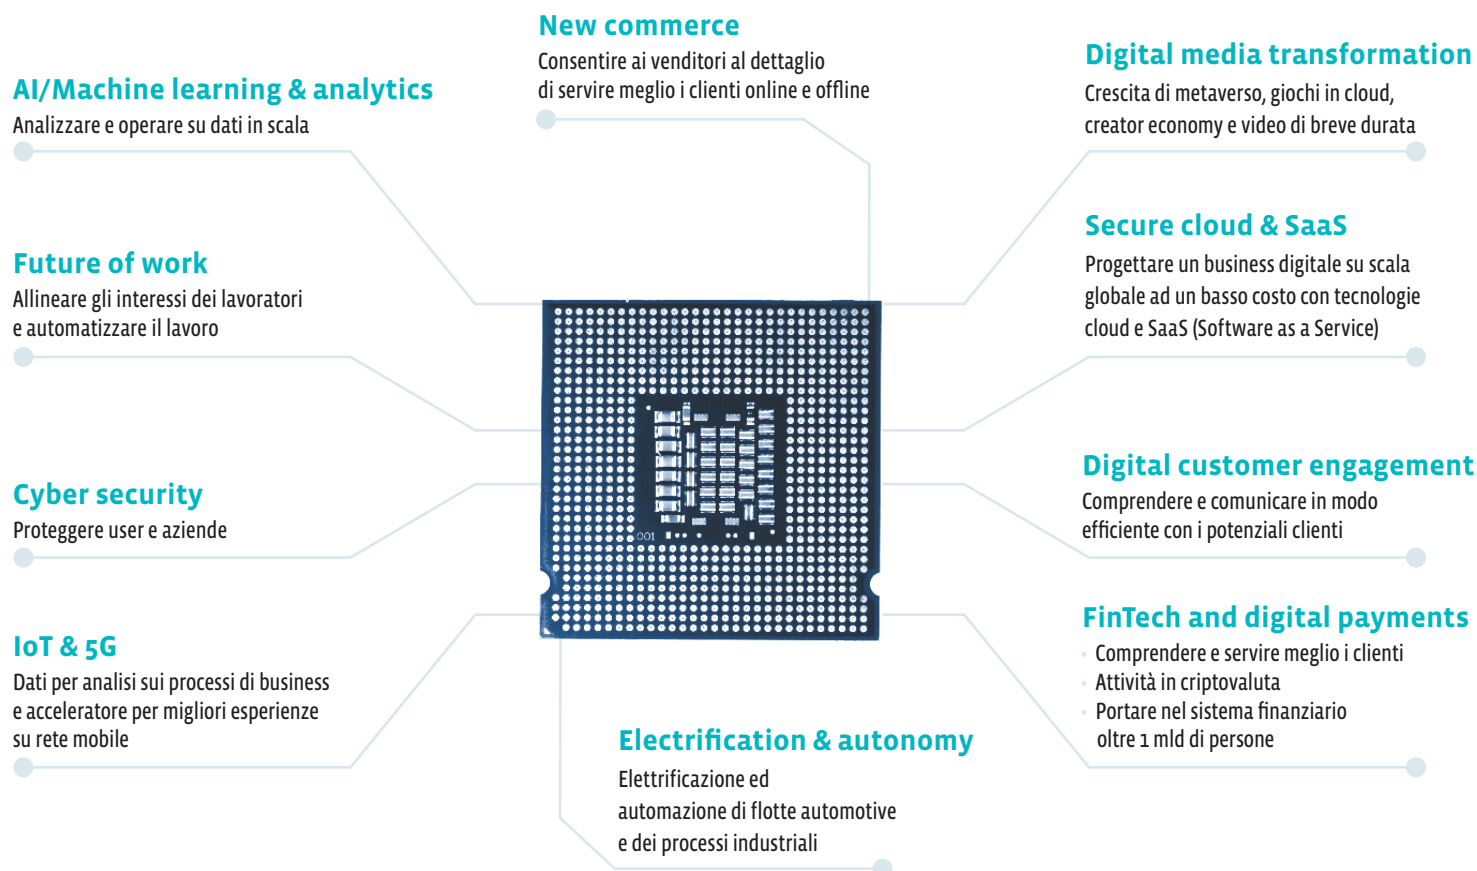 New commerce
Consentire ai venditori al dettaglio
di servire meglio i clienti online e offline
AI/Machine learning & analytics
Analizzare e operare su dati in scala
Future of work
Allineare gli interessi dei lavoratori
e automatizzare il lavoro
Cyber security
Proteggere user e aziende
IoT & 5G
Dati per analisi sui processi di business
e acceleratore per migliori esperienze
su rete mobile
001
Electrification & autonomy
Elettrificazione ed
automazione di flotte automotive
e dei processi industriali
Digital media transformation
Crescita di metaverso, giochi in cloud,
creator economy e video di breve durata
Secure cloud & SaaS
Progettare un business digitale su scala
globale ad un basso costo con tecnologie
cloud e SaaS (Software as a Service)
Digital customer engagement
Comprendere e comunicare in modo
efficiente con i potenziali clienti
FinTech and digital payments
• Comprendere e servire meglio i clienti
• Attività in criptovaluta
• Portare nel sistema finanziario
oltre 1 mld di persone